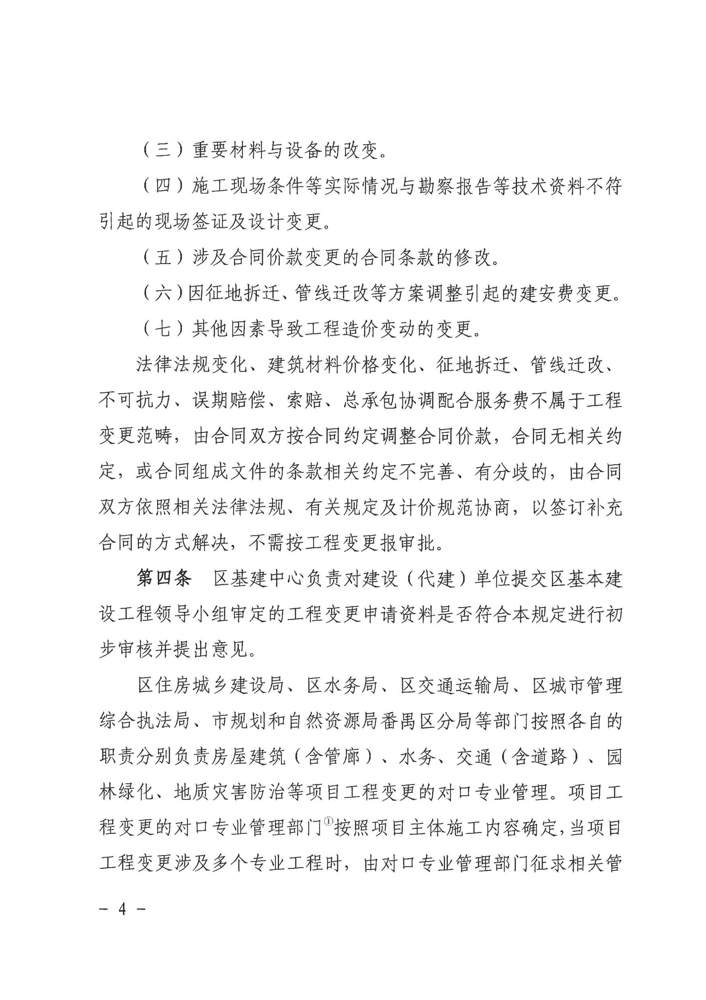 （三）重要材料与设备的改变。
（四）施工现场条件等实际情况与勘察报告等技术资料不符
引起的现场签证及设计变更。
（五）涉及合同价款变更的合同条款的修改。
（六）因征地拆迁、管线迁改等方案调整引起的建安费变更。
（七）其他因素导致工程造价变动的变更。
法律法规变化、建筑材料价格变化、征地拆迁、管线迁改、
不可抗力、误期赔偿、索赔、总承包协调配合服务费不属于工程
变更范畴，由合同双方按合同约定调整合同价款，合同无相关约
定，或合同组成文件的条款相关约定不完善、有分歧的，由合同
双方依照相关法律法规、有关规定及计价规范协商，以签订补充
合同的方式解决，不需按工程变更报审批。
第四条　区基建中心负责对建设（代建）单位提交区基本建
设工程领导小组审定的工程变更申请资料是否符合本规定进行初
步审核并提出意见。
区住房城乡建设局、区水务局、区交通运输局、区城市管理
综合执法局、市规划和自然资源局番禺区分局等部门按照各自的
职责分别负责房屋建筑（含管廊）、水务、交通（含道路）、园
林绿化、地质灾害防治等项目工程变更的对口专业管理。项目工
程变更的对口专业管理部门①按照项目主体施工内容确定，当项目
工程变更涉及多个专业工程时，由对口专业管理部门征求相关管
－ 4 －